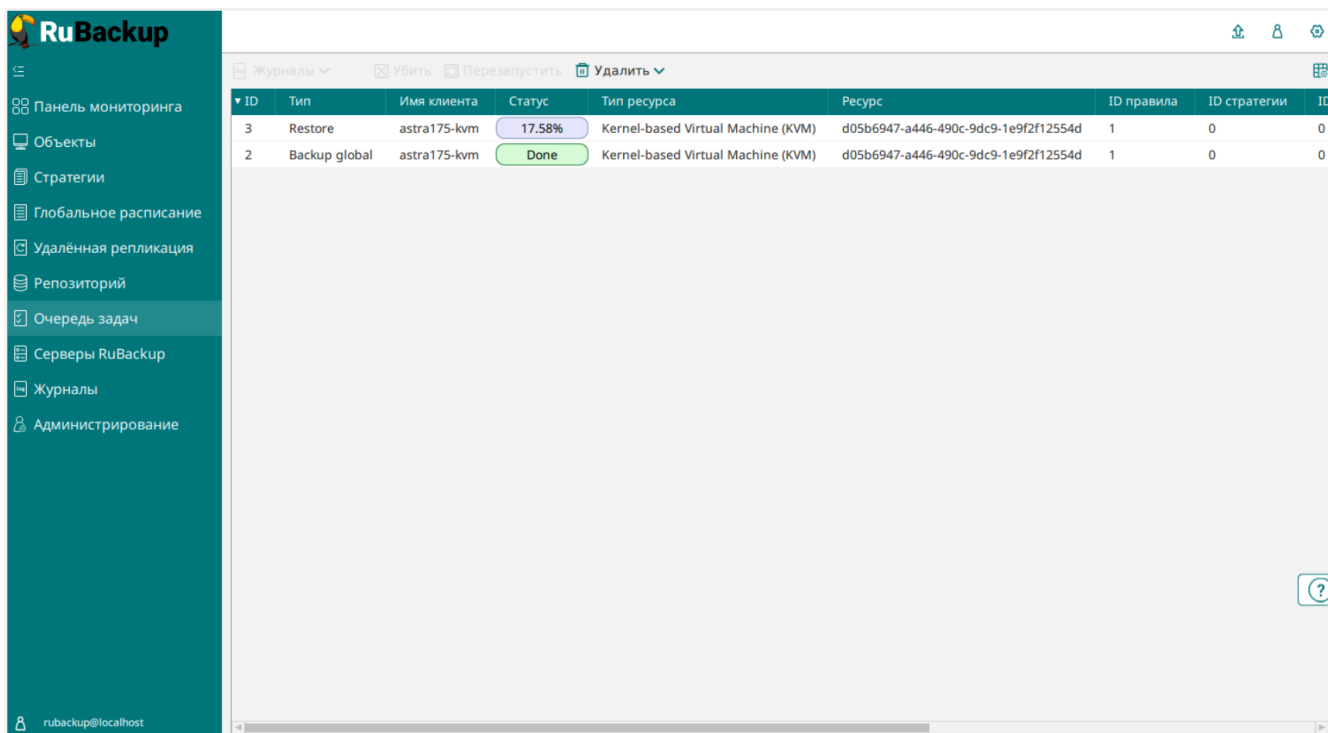 RuBackup
Журналы Убить Перезапустить Удалить
Панель мониторинга
Объекты
Стратегии
Глобальное расписание
Удалённая репликация
Репозиторий
Очередь задач
Серверы RuBackup
Журналы
Администрирование
rubackup@localhost
ID Тип Имя клиента Статус Тип ресурса Ресурс ID правила ID стратегии ID
3 Restore astra175-kvm 17.58% Kernel-based Virtual Machine (KVM) d05b6947-a446-490c-9dc9-1e9f2f12554d 1 0 0
2 Backup global astra175-kvm Done Kernel-based Virtual Machine (KVM) d05b6947-a446-490c-9dc9-1e9f2f12554d 1 0 0
?